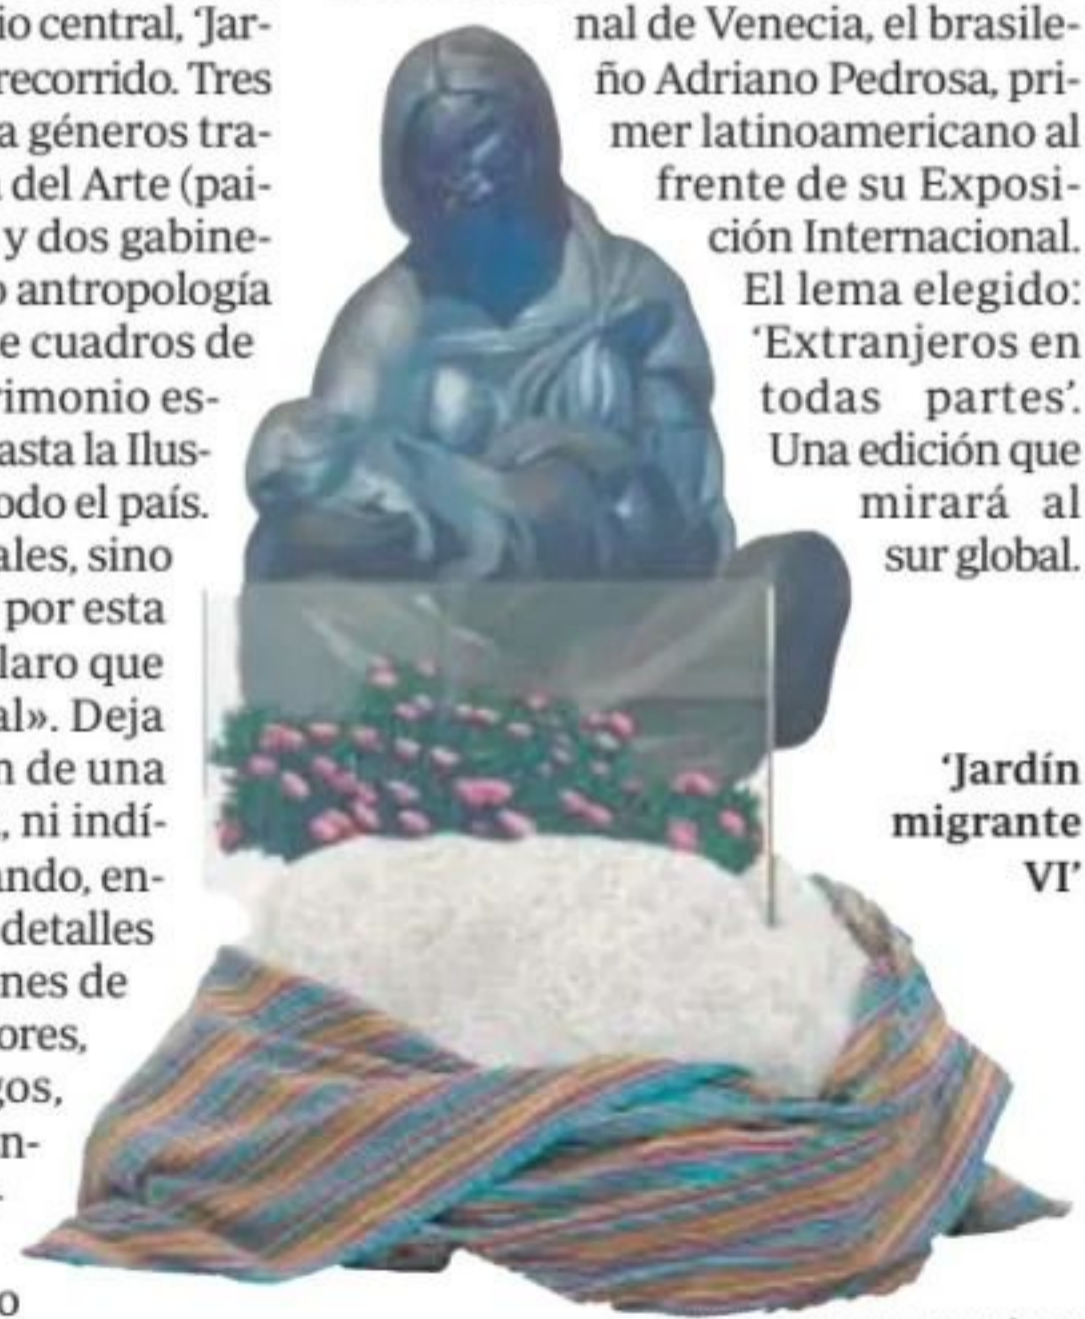 io central, ‘Jar-
recorrido. Tres
a géneros tra-
del Arte (pai-
y dos gabine-
o antropología
e cuadros de
rimonio es-
asta la Ilus-
odo el país.
ales, sino
por esta
laro que
al». Deja
n de una
, ni indí-
ando, en-
detalles
nes de
ores,
gos,
n-
o
nal de Venecia, el brasile-
ño Adriano Pedrosa, pri-
mer latinoamericano al
frente de su Exposi-
ción Internacional.
El lema elegido:
‘Extranjeros en
todas partes’.
Una edición que
mirará al
sur global.
‘Jardín
migrante
VI’